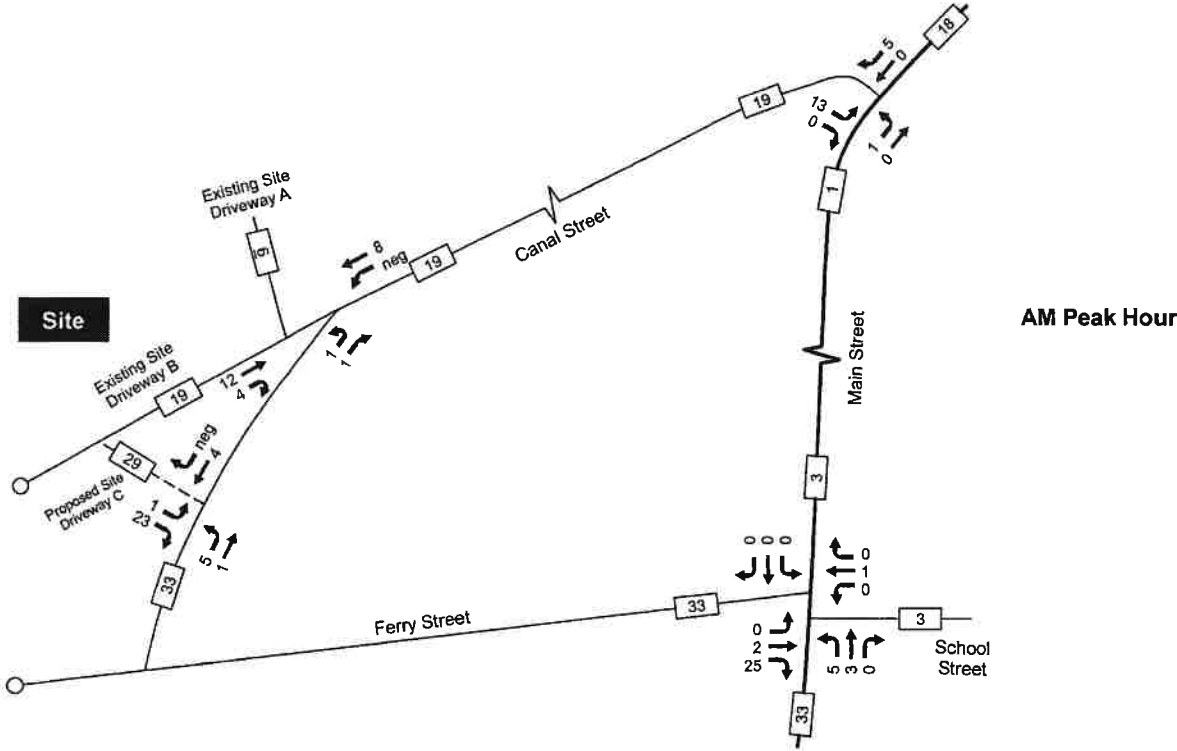 18
5
0
19
13
0
1
0
1
Existing Site
Driveway A
Canal Street
8
neg
19
Site
AM Peak Hour
Main Street
1
1
Existing Site
Driveway B
12
4
19
neg
4
29
3
Proposed Site
Driveway C
1
23
5
1
0
0
0
0
1
0
33
33
Ferry Street
0
2
25
3
School
Street
5
3
0
33